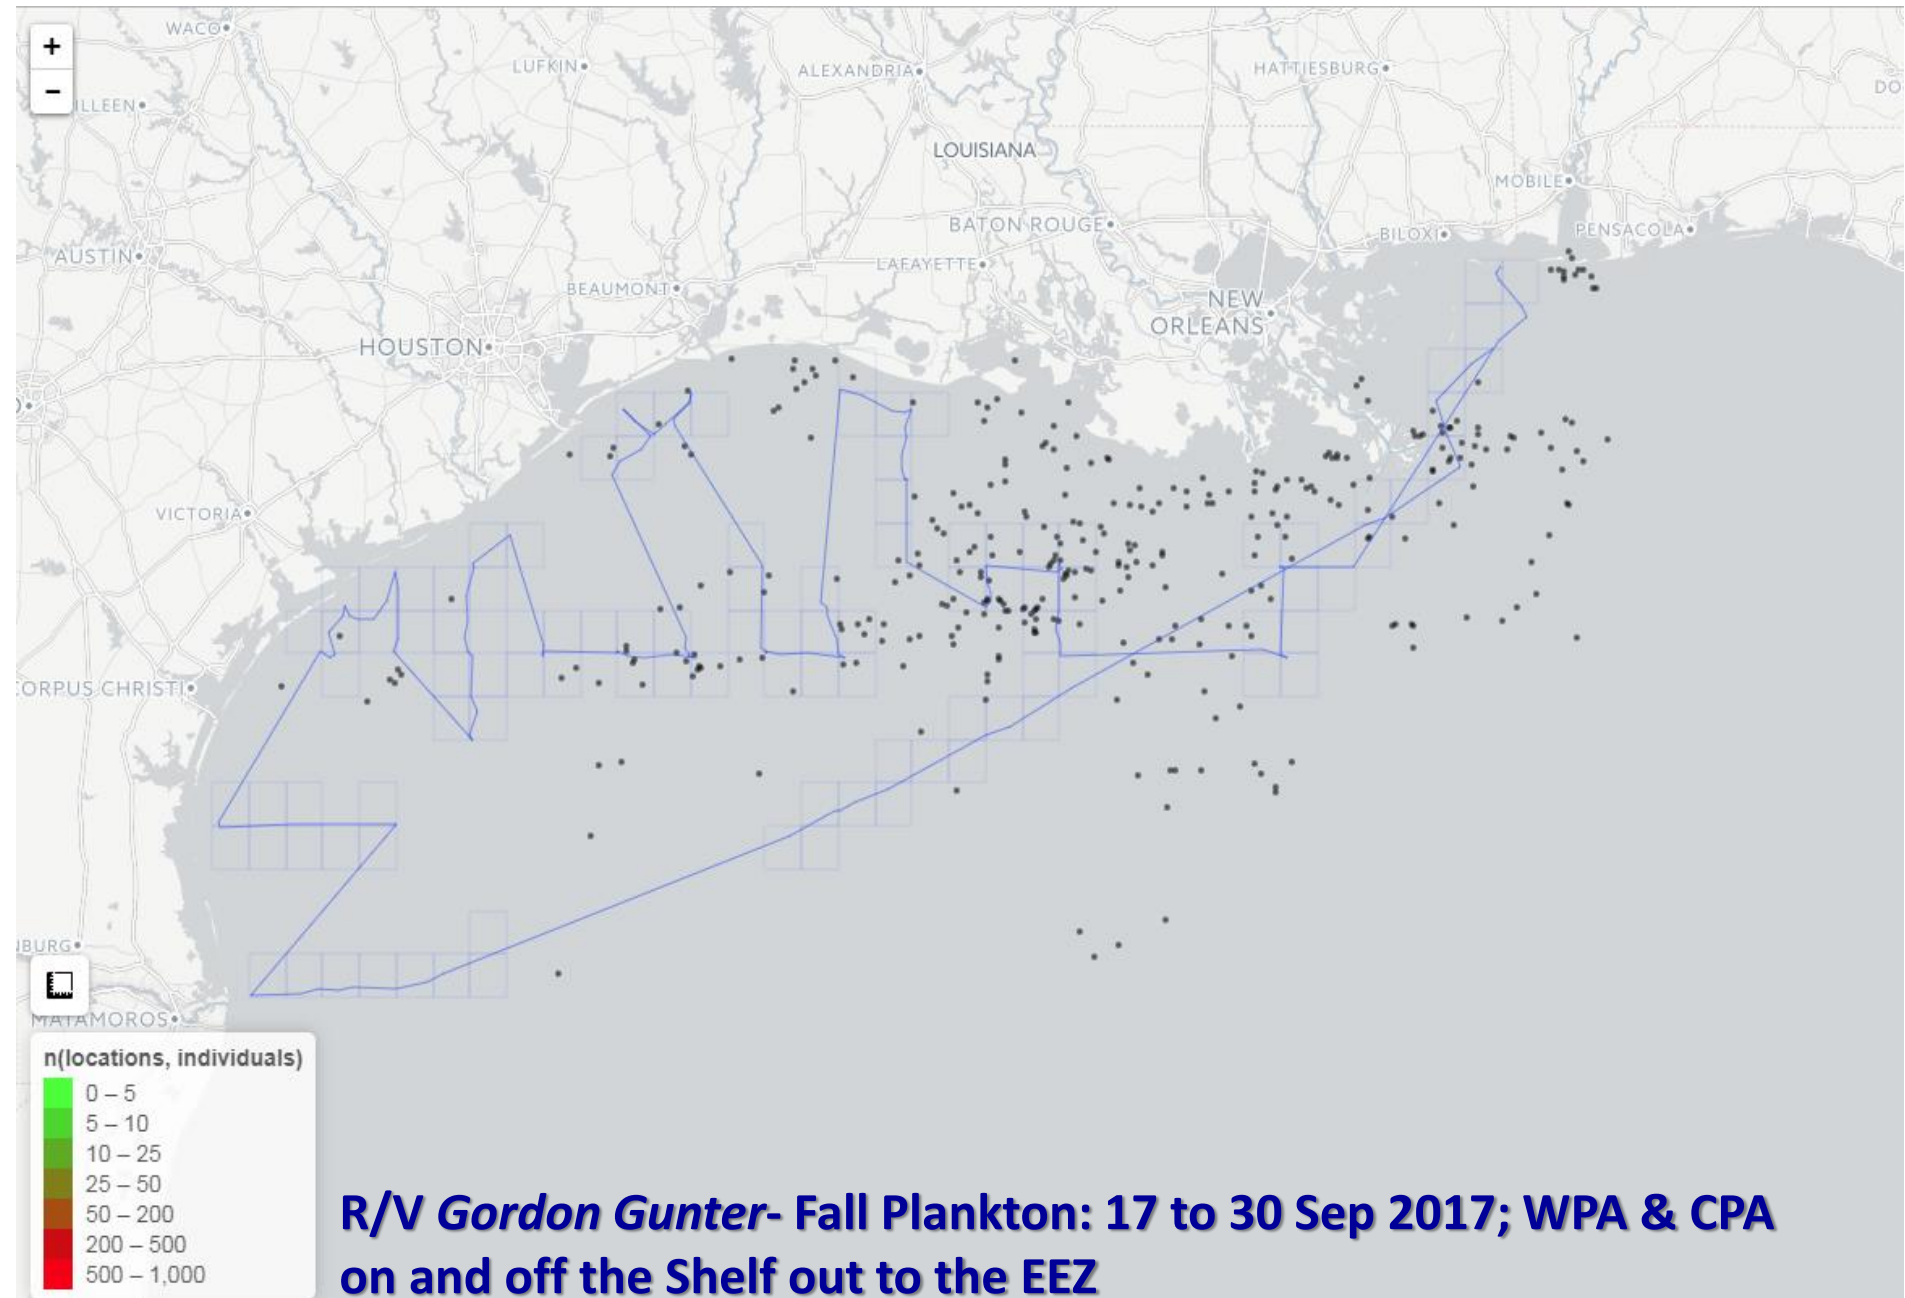 +
WACO
LUFKIN
ALEXANDRIA
HATTIESBURG
DO
−
ILLEEN
LOUISIANA
MOBILE
BATON ROUGE
BILOXI
PENSACOLA
AUSTIN
LAFAYETTE
BEAUMONT
NEW
ORLEANS
HOUSTON
VICTORIA
CORPUS CHRISTI
NBURG
MATAMOROS
n(locations, individuals)
0 – 5
5 – 10
10 – 25
25 – 50
50 – 200
200 – 500
500 – 1,000
R/V Gordon Gunter- Fall Plankton: 17 to 30 Sep 2017; WPA & CPA
on and off the Shelf out to the EEZ